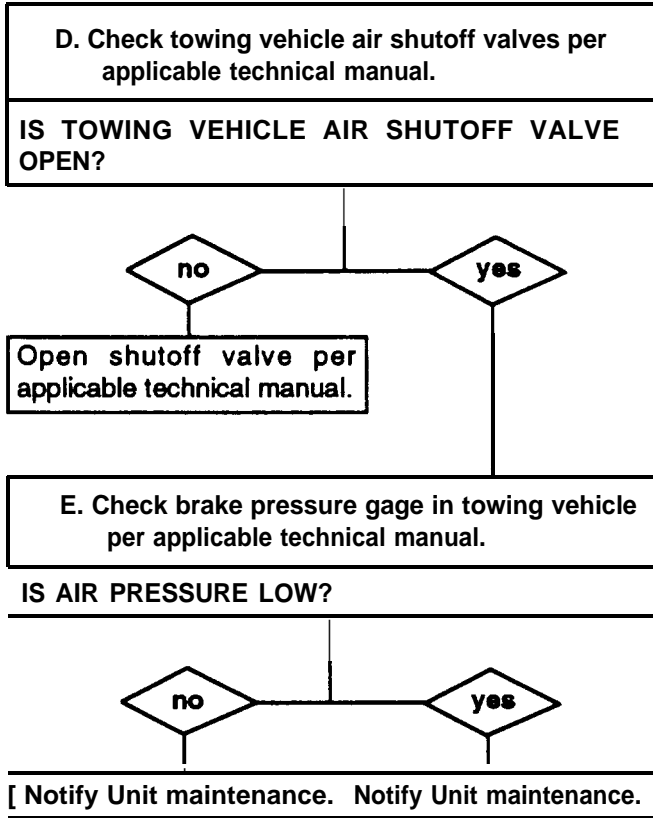 D. Check towing vehicle air shutoff valves per
applicable technical manual.
IS TOWING VEHICLE AIR SHUTOFF VALVE
OPEN?
no yes
Open shutoff valve per
applicable technical manual.
E. Check brake pressure gage in towing vehicle
per applicable technical manual.
IS AIR PRESSURE LOW?
no yes
[ Notify Unit maintenance. Notify Unit maintenance.